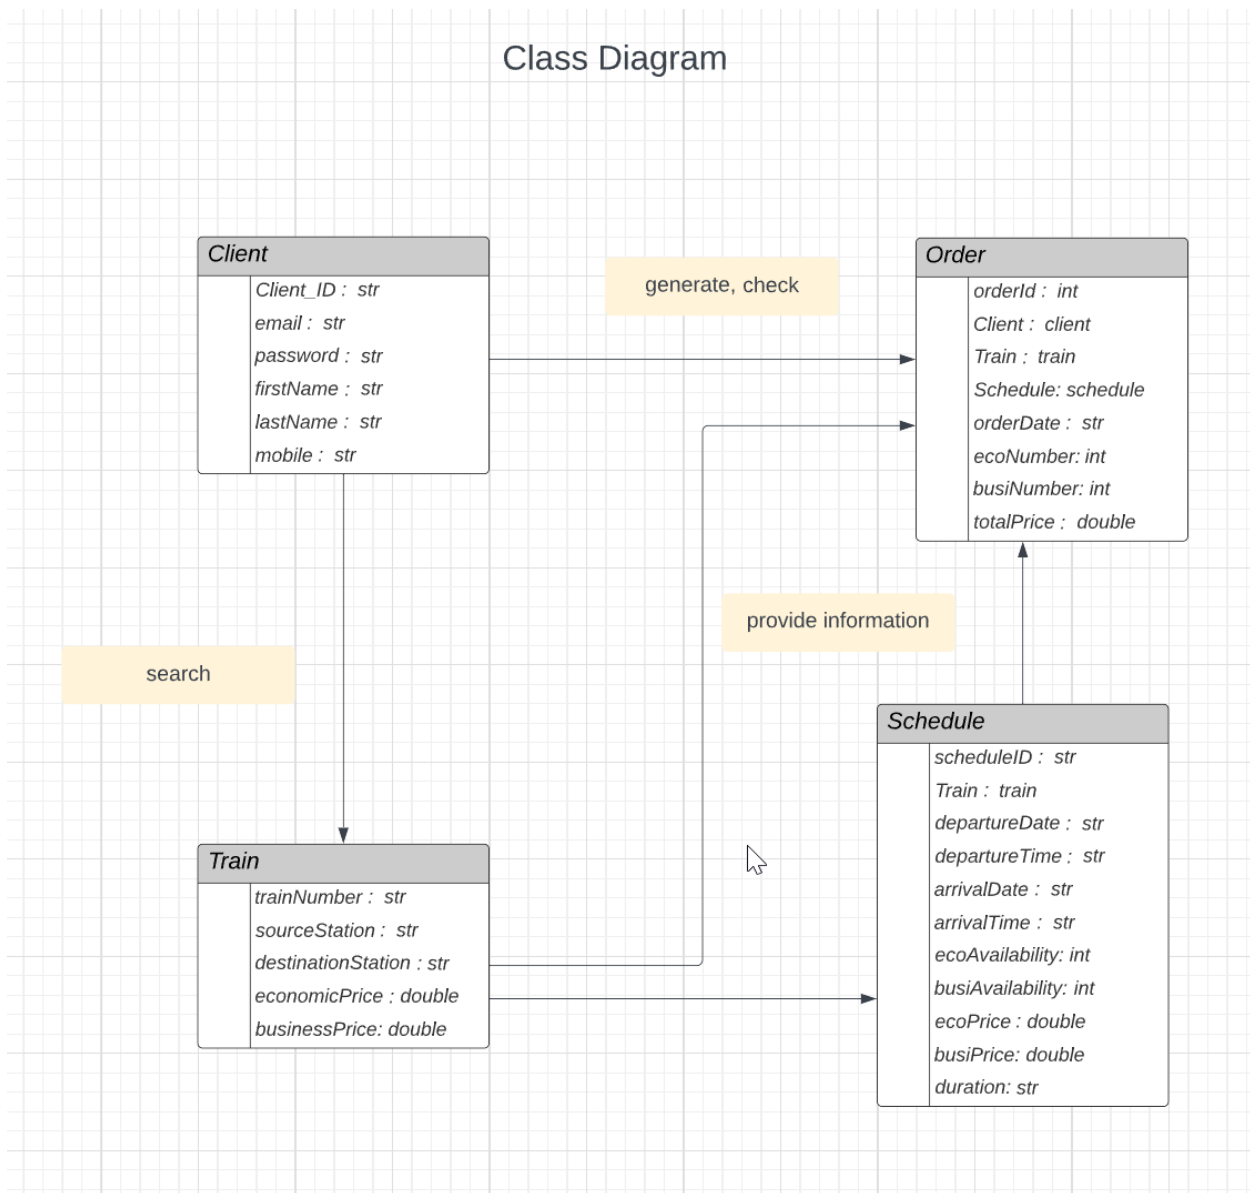 Class Diagram
Client
Client_ID : str
email : str
password : str
firstName : str
lastName : str
mobile : str
generate, check
Order
orderId : int
Client : client
Train : train
Schedule: schedule
orderDate : str
ecoNumber: int
busiNumber: int
totalPrice : double
search
provide information
Train
trainNumber : str
sourceStation : str
destinationStation : str
economicPrice : double
businessPrice: double
Schedule
scheduleID : str
Train : train
departureDate : str
departureTime : str
arrivalDate : str
arrivalTime : str
ecoAvailability: int
busiAvailability: int
ecoPrice : double
busiPrice: double
duration: str